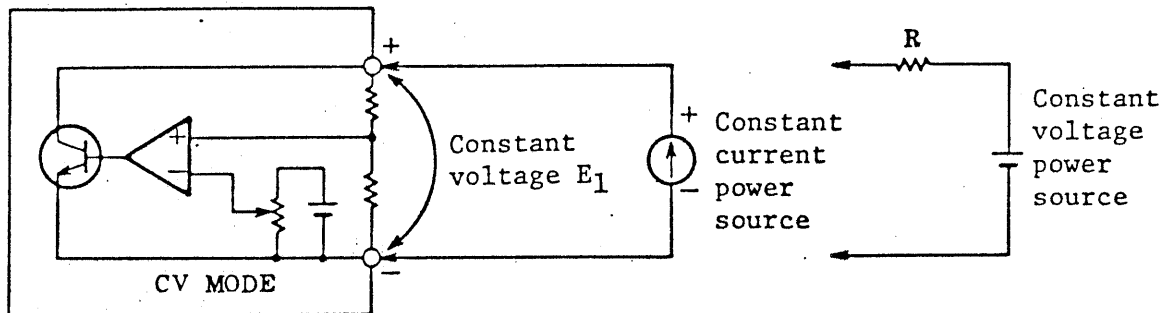 +
Constant
voltage E1
−
+
−
CV MODE
+
Constant
current
power
source
−
R
Constant
voltage
power
source